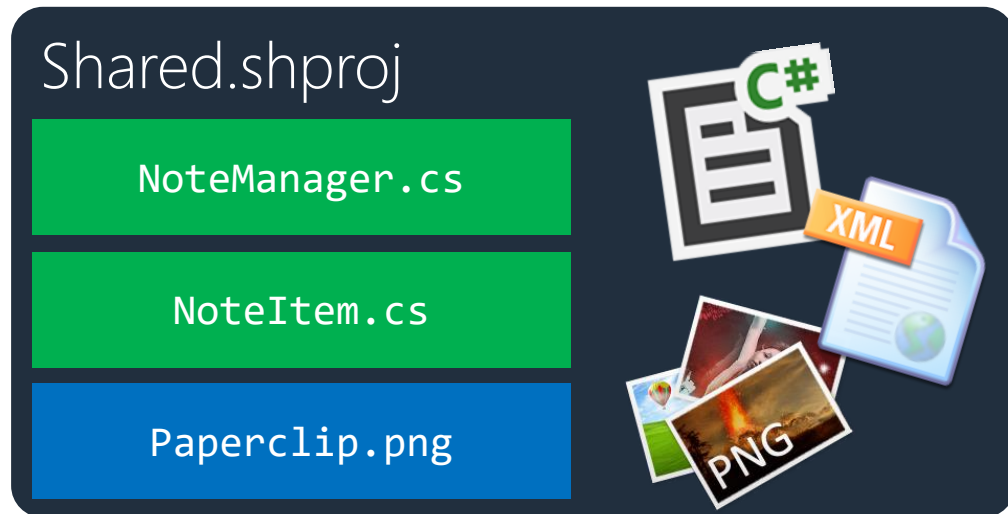 Shared.shproj
NoteManager.cs
NoteItem.cs
Paperclip.png
C#
XML
PNG